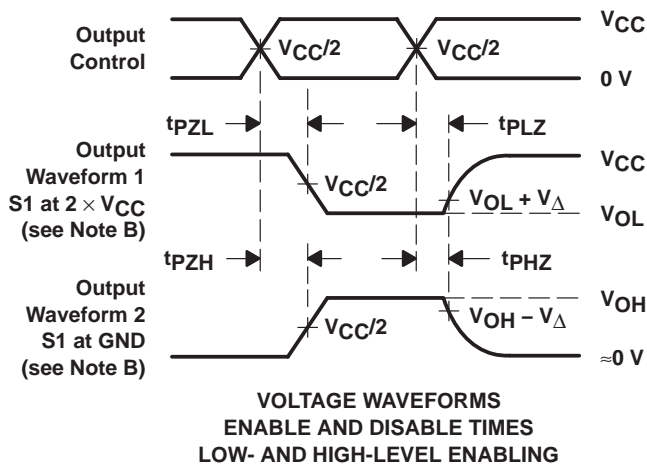 Output
Control
VCC/2
VCC/2
VCC
0 V
tPZL
tPLZ
Output
Waveform 1
S1 at 2 × VCC
(see Note B)
VCC/2
VCC
VOL + VΔ
VOL
tPZH
tPHZ
Output
Waveform 2
S1 at GND
(see Note B)
VCC/2
VOH
VOH − VΔ
≈0 V
VOLTAGE WAVEFORMS
ENABLE AND DISABLE TIMES
LOW- AND HIGH-LEVEL ENABLING